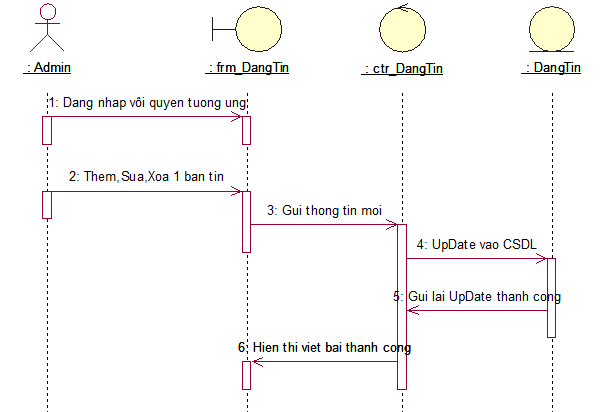 : Admin
: frm_DangTin
: ctr_DangTin
: DangTin
1: Dang nhap vôi quyen tuong ung
2: Them,Sua,Xoa 1 ban tin
3: Gui thong tin moi
4: UpDate vao CSDL
5: Gui lai UpDate thanh cong
6: Hien thi viet bai thanh cong